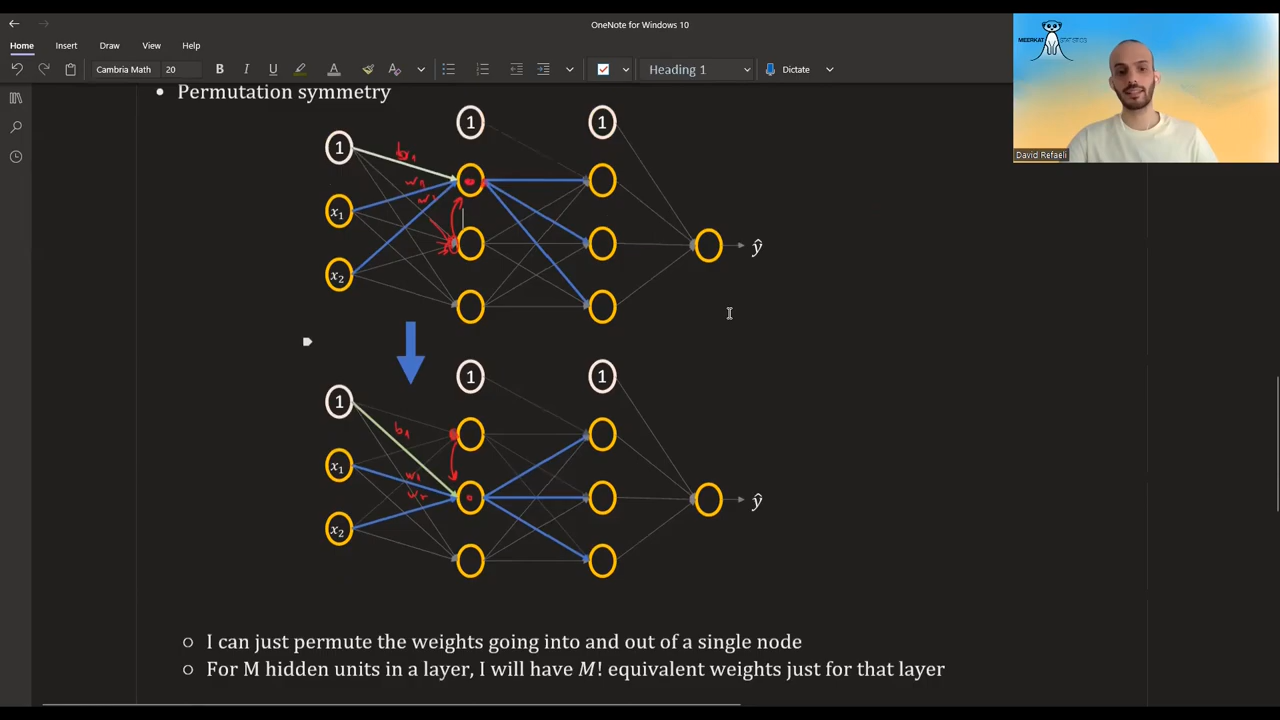 OneNote for Windows 10
Home Insert Draw View Help
Cambria Math 20 B I U A A Heading 1 Dictate
MEERKAT STATISTICS
David Refaeli
• Permutation symmetry
1 1
1 b₁
w₁
x₁ w₂
x₂
ŷ
1 1
1 b₁
x₁ w₁
w₂
x₂
ŷ
○ I can just permute the weights going into and out of a single node
○ For M hidden units in a layer, I will have M! equivalent weights just for that layer